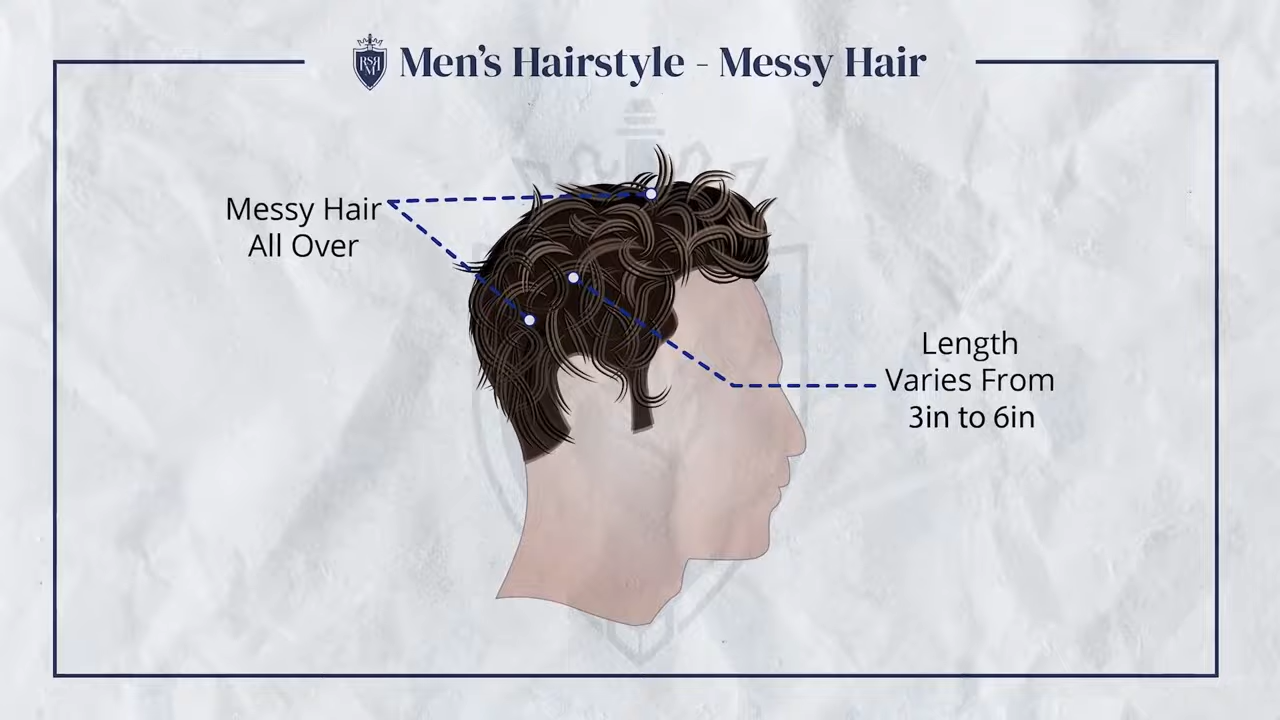 Men's Hairstyle - Messy Hair
Messy Hair
All Over
Length
Varies From
3in to 6in